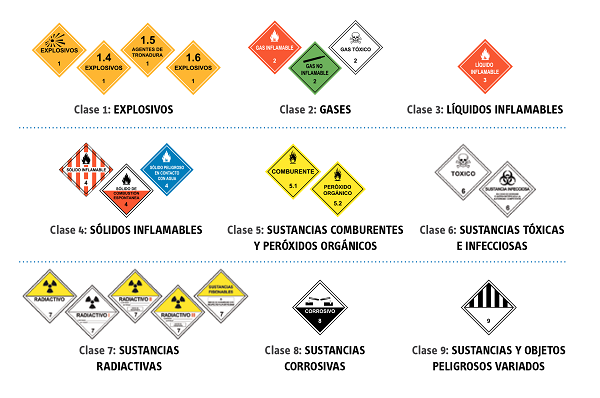 EXPLOSIVOS
1
1.4
EXPLOSIVOS
1
1.5
AGENTES DE
TRONADURA
1
1.6
EXPLOSIVOS
1
Clase 1: EXPLOSIVOS
GAS INFLAMABLE
2
GAS NO
INFLAMABLE
2
GAS TÓXICO
2
Clase 2: GASES
LÍQUIDO
INFLAMABLE
3
Clase 3: LÍQUIDOS INFLAMABLES
SÓLIDO INFLAMABLE
4
SÓLIDO DE
COMBUSTIÓN
ESPONTANEA
4
SÓLIDO PELIGROSO
EN CONTACTO
CON AGUA
4
Clase 4: SÓLIDOS INFLAMABLES
COMBURENTE
5.1
PERÓXIDO
ORGÁNICO
5.2
Clase 5: SUSTANCIAS COMBURENTES
Y PERÓXIDOS ORGÁNICOS
TOXICO
6
SUSTANCIA INFECCIOSA
6
Clase 6: SUSTANCIAS TÓXICAS
E INFECCIOSAS
RADIACTIVO
7
RADIACTIVO I
7
RADIACTIVO II
7
RADIACTIVO III
7
SUSTANCIAS
FISIONABLES
7
Clase 7: SUSTANCIAS
RADIACTIVAS
CORROSIVO
8
Clase 8: SUSTANCIAS
CORROSIVAS
9
Clase 9: SUSTANCIAS Y OBJETOS
PELIGROSOS VARIADOS